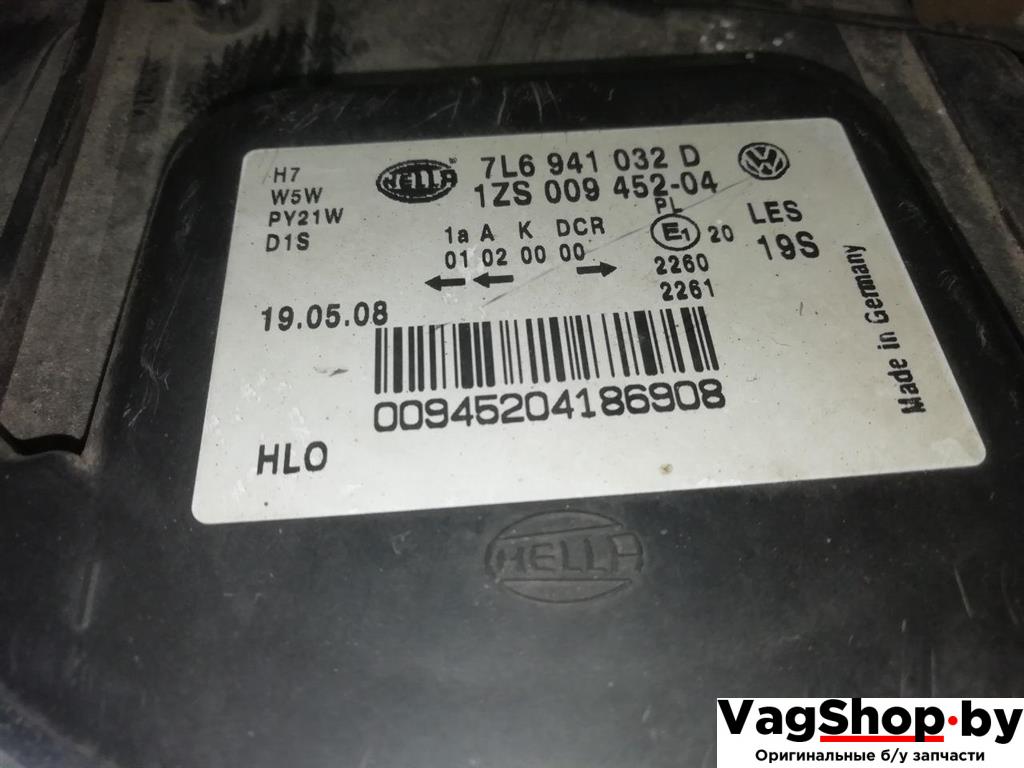 H7
W5W
PY21W
D1S
HELLA ®
7L6 941 032 D
1ZS 009 452-04
VW
1a A K DCR
01 02 00 00
PL
E1 20
2260
2261
LES
19S
Made in Germany
19.05.08
00945204186908
HLO
HELLA
VagShop.by
Оригинальные б/у запчасти